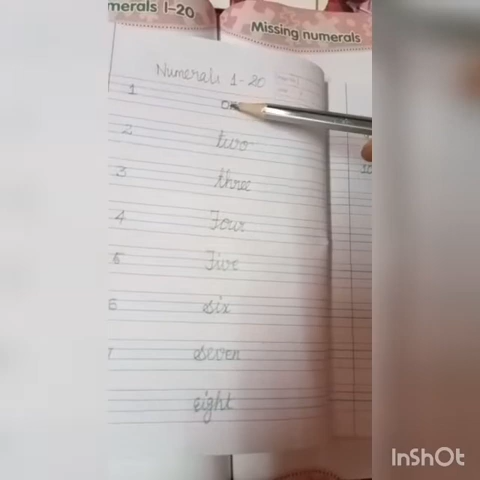 merals 1-20
Missing numerals
Numerals 1-20
1
2 two
3 three
4 Four
5 Five
6 six
7 seven
eight
10
InShOt